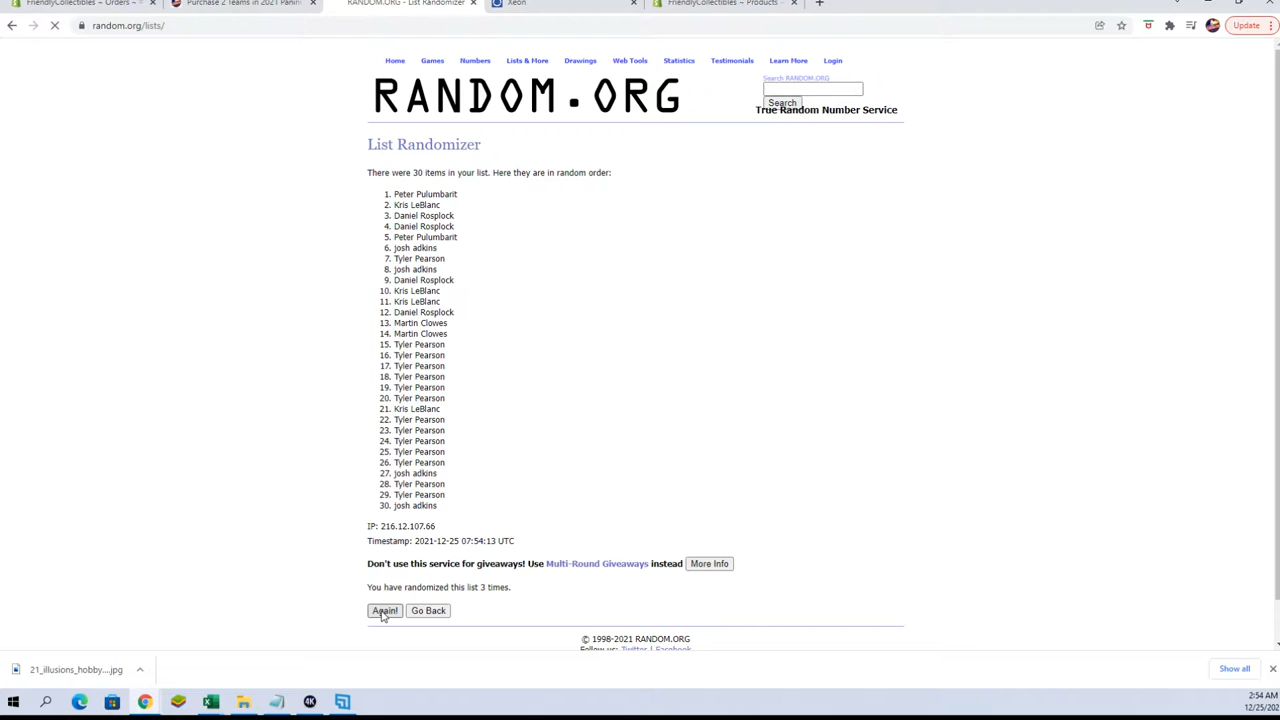 FriendlyCollectibles ~ Orders ~
Purchase 2 Teams in 2021 Panini
RANDOM.ORG - List Randomizer
Xeon
FriendlyCollectibles ~ Products ~
random.org/lists/
Update
Home Games Numbers Lists & More Drawings Web Tools Statistics Testimonials Learn More Login
RANDOM.ORG
Search RANDOM.ORG
Search
True Random Number Service
List Randomizer
There were 30 items in your list. Here they are in random order:
1. Peter Pulumbarit
2. Kris LeBlanc
3. Daniel Rosplock
4. Daniel Rosplock
5. Peter Pulumbarit
6. josh adkins
7. Tyler Pearson
8. josh adkins
9. Daniel Rosplock
10. Kris LeBlanc
11. Kris LeBlanc
12. Daniel Rosplock
13. Martin Clowes
14. Martin Clowes
15. Tyler Pearson
16. Tyler Pearson
17. Tyler Pearson
18. Tyler Pearson
19. Tyler Pearson
20. Tyler Pearson
21. Kris LeBlanc
22. Tyler Pearson
23. Tyler Pearson
24. Tyler Pearson
25. Tyler Pearson
26. Tyler Pearson
27. josh adkins
28. Tyler Pearson
29. Tyler Pearson
30. josh adkins
IP: 216.12.107.66
Timestamp: 2021-12-25 07:54:13 UTC
Don't use this service for giveaways! Use Multi-Round Giveaways instead More Info
You have randomized this list 3 times.
Again! Go Back
© 1998-2021 RANDOM.ORG
Follow us: Twitter | Facebook
21_illusions_hobby....jpg
Show all
4K
2:54 AM
12/25/202